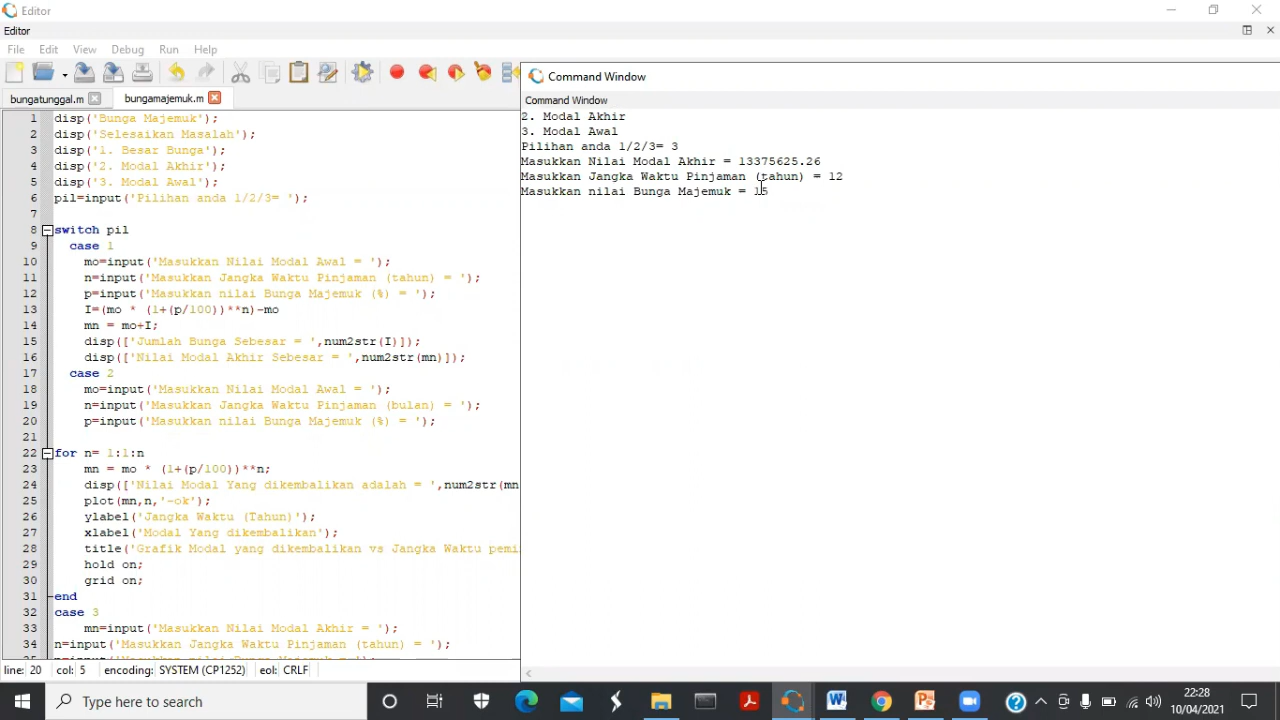 Editor
Editor
File Edit View Debug Run Help
bungatunggal.m bungamajemuk.m
1 disp('Bunga Majemuk');
2 disp('Selesaikan Masalah');
3 disp('1. Besar Bunga');
4 disp('2. Modal Akhir');
5 disp('3. Modal Awal');
6 pil=input('Pilihan anda 1/2/3= ');
7
8 switch pil
9 case 1
10 mo=input('Masukkan Nilai Modal Awal = ');
11 n=input('Masukkan Jangka Waktu Pinjaman (tahun) = ');
12 p=input('Masukkan nilai Bunga Majemuk (%) = ');
13 I=(mo * (1+(p/100))**n)-mo
14 mn = mo+I;
15 disp(['Jumlah Bunga Sebesar = ',num2str(I)]);
16 disp(['Nilai Modal Akhir Sebesar = ',num2str(mn)]);
17 case 2
18 mo=input('Masukkan Nilai Modal Awal = ');
19 n=input('Masukkan Jangka Waktu Pinjaman (bulan) = ');
20 p=input('Masukkan nilai Bunga Majemuk (%) = ');
21
22 for n= 1:1:n
23 mn = mo * (1+(p/100))**n;
24 disp(['Nilai Modal Yang dikembalikan adalah = ',num2str(mn
25 plot(mn,n,'-ok');
26 ylabel('Jangka Waktu (Tahun)');
27 xlabel('Modal Yang dikembalikan');
28 title('Grafik Modal yang dikembalikan vs Jangka Waktu pemi
29 hold on;
30 grid on;
31 end
32 case 3
33 mn=input('Masukkan Nilai Modal Akhir = ');
34 n=input('Masukkan Jangka Waktu Pinjaman (tahun) = ');
line: 20 col: 5 encoding: SYSTEM (CP1252) eol: CRLF
Command Window
Command Window
2. Modal Akhir
3. Modal Awal
Pilihan anda 1/2/3= 3
Masukkan Nilai Modal Akhir = 13375625.26
Masukkan Jangka Waktu Pinjaman (tahun) = 12
Masukkan nilai Bunga Majemuk = 15
Type here to search
22:28
10/04/2021